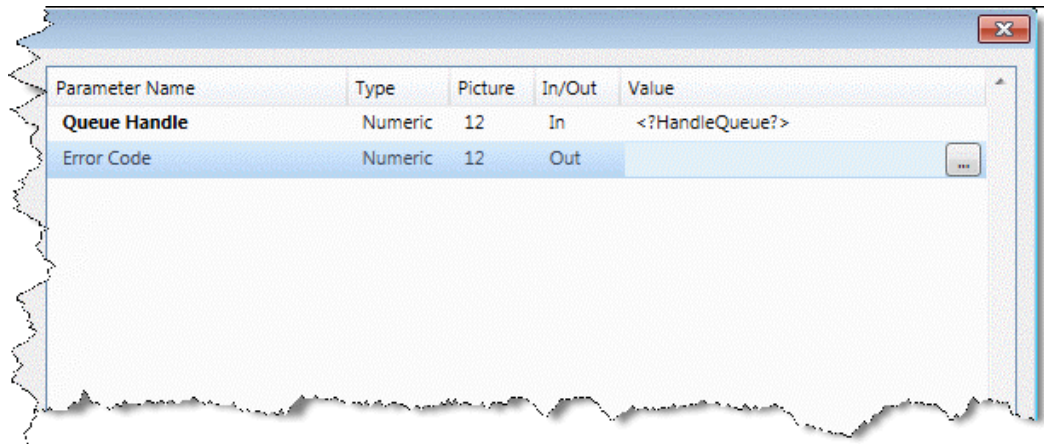 Parameter Name Type Picture In/Out Value
Queue Handle Numeric 12 In <?HandleQueue?>
Error Code Numeric 12 Out ...